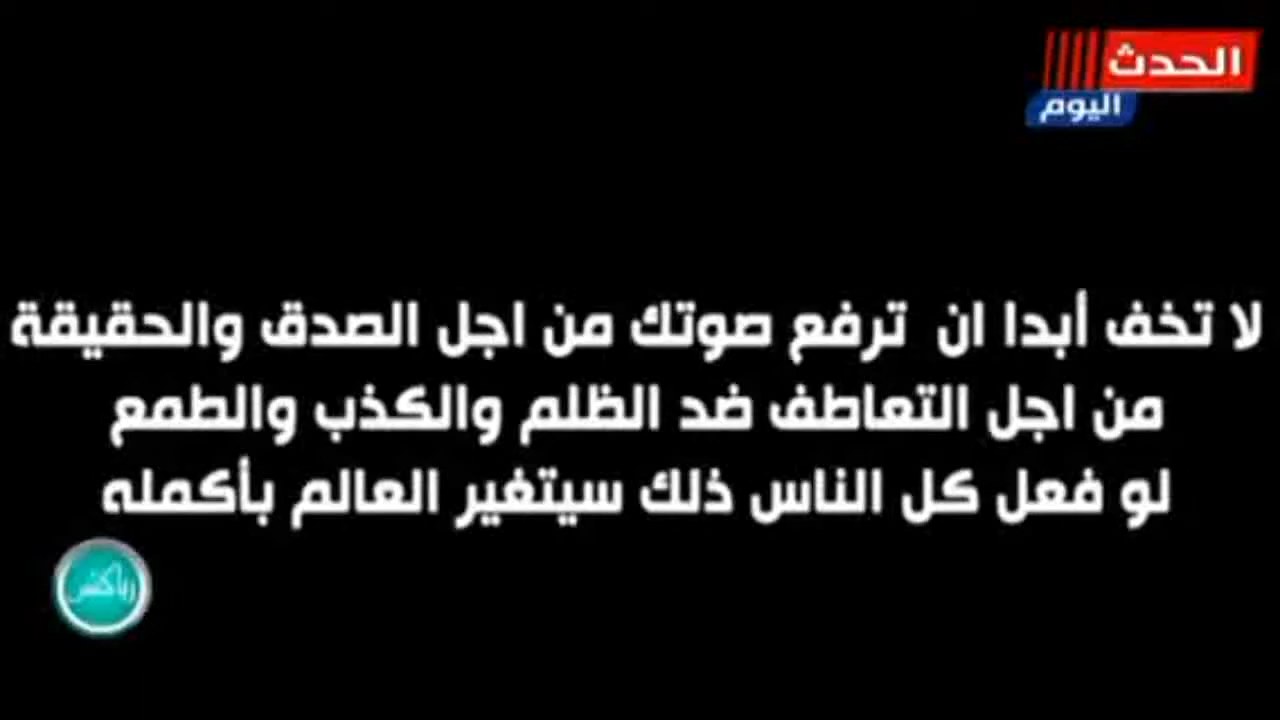 الحدث
اليوم
لا تخف أبدا ان ترفع صوتك من اجل الصدق والحقيقة
من اجل التعاطف ضد الظلم والكذب والطمع
لو فعل كل الناس ذلك سيتغير العالم بأكمله
رياكشن